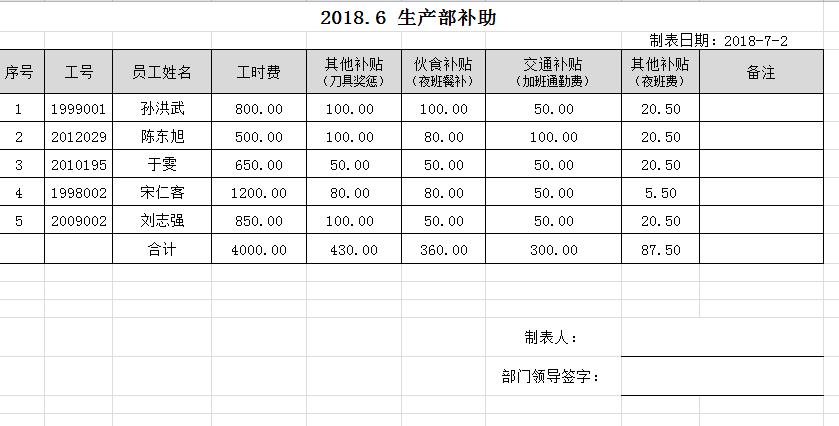 2018.6 生产部补助
制表日期：2018-7-2
序号 工号 员工姓名 工时费 其他补贴（刀具奖惩） 伙食补贴（夜班餐补） 交通补贴（加班通勤费） 其他补贴（夜班费） 备注
1 1999001 孙洪武 800.00 100.00 100.00 50.00 20.50
2 2012029 陈东旭 500.00 100.00 80.00 100.00 20.50
3 2010195 于雯 650.00 50.00 50.00 50.00 20.50
4 1998002 宋仁客 1200.00 80.00 80.00 50.00 5.50
5 2009002 刘志强 850.00 100.00 50.00 50.00 20.50
合计 4000.00 430.00 360.00 300.00 87.50
制表人：
部门领导签字：